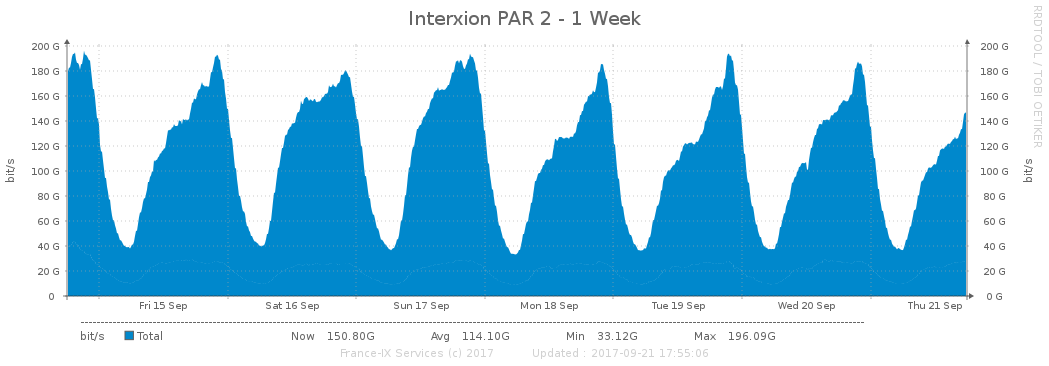 Interxion PAR 2 - 1 Week
RRDTOOL / TOBI OETIKER
bit/s
200 G
180 G
160 G
140 G
120 G
100 G
80 G
60 G
40 G
20 G
0
200 G
180 G
160 G
140 G
120 G
100 G
80 G
60 G
40 G
20 G
0 G
bit/s
Fri 15 Sep Sat 16 Sep Sun 17 Sep Mon 18 Sep Tue 19 Sep Wed 20 Sep Thu 21 Sep
bit/s Total Now 150.80G Avg 114.10G Min 33.12G Max 196.09G
France-IX Services (c) 2017 Updated : 2017-09-21 17:55:06